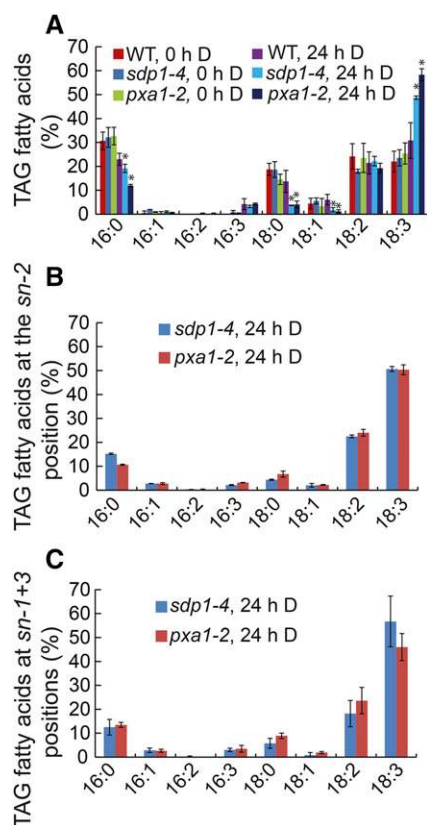 A
WT, 0 h D WT, 24 h D
sdp1-4, 0 h D sdp1-4, 24 h D
pxa1-2, 0 h D pxa1-2, 24 h D
TAG fatty acids
(%)
70
60
50
40
30
20
10
0
* * * * * * * * *
16:0 16:1 16:2 16:3 18:0 18:1 18:2 18:3
B
sdp1-4, 24 h D
pxa1-2, 24 h D
TAG fatty acids at the sn-2
position (%)
70
60
50
40
30
20
10
0
16:0 16:1 16:2 16:3 18:0 18:1 18:2 18:3
C
sdp1-4, 24 h D
pxa1-2, 24 h D
TAG fatty acids at sn-1+3
positions (%)
70
60
50
40
30
20
10
0
16:0 16:1 16:2 16:3 18:0 18:1 18:2 18:3